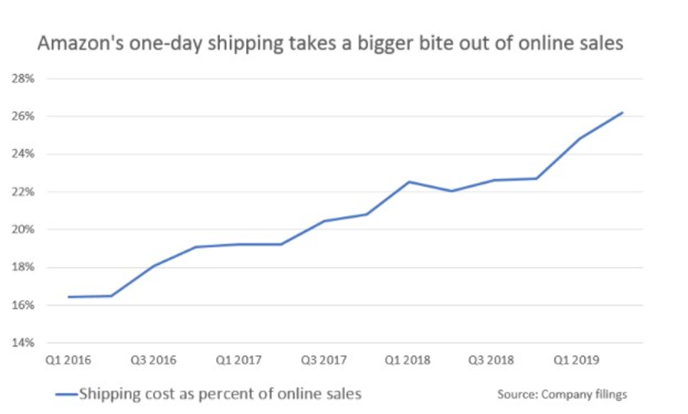 Amazon's one-day shipping takes a bigger bite out of online sales
28%
26%
24%
22%
20%
18%
16%
14%
Q1 2016 Q3 2016 Q1 2017 Q3 2017 Q1 2018 Q3 2018 Q1 2019
Shipping cost as percent of online sales Source: Company filings